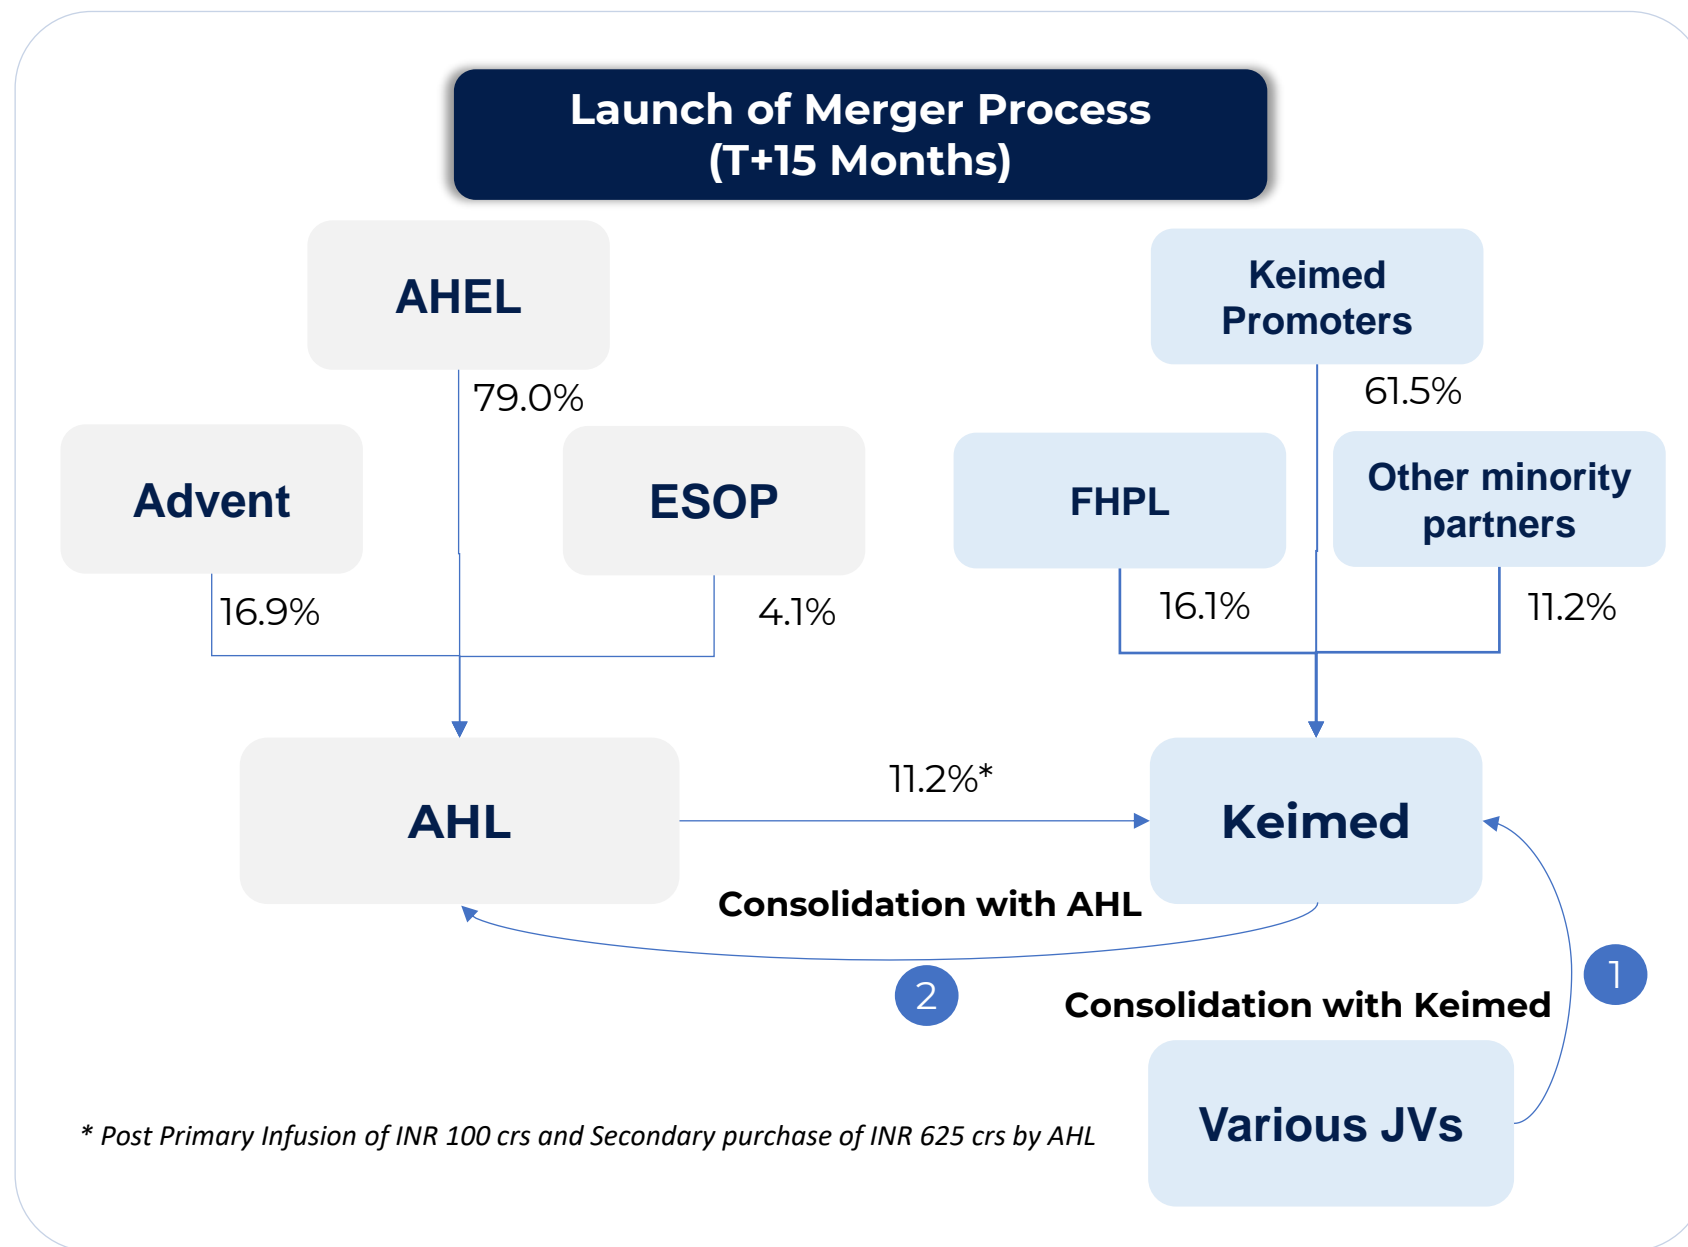 Launch of Merger Process
(T+15 Months)
AHEL
Keimed
Promoters
79.0%
61.5%
Advent
ESOP
FHPL
Other minority
partners
16.9%
4.1%
16.1%
11.2%
AHL
11.2%*
Keimed
Consolidation with AHL
2
1
Consolidation with Keimed
Various JVs
* Post Primary Infusion of INR 100 crs and Secondary purchase of INR 625 crs by AHL